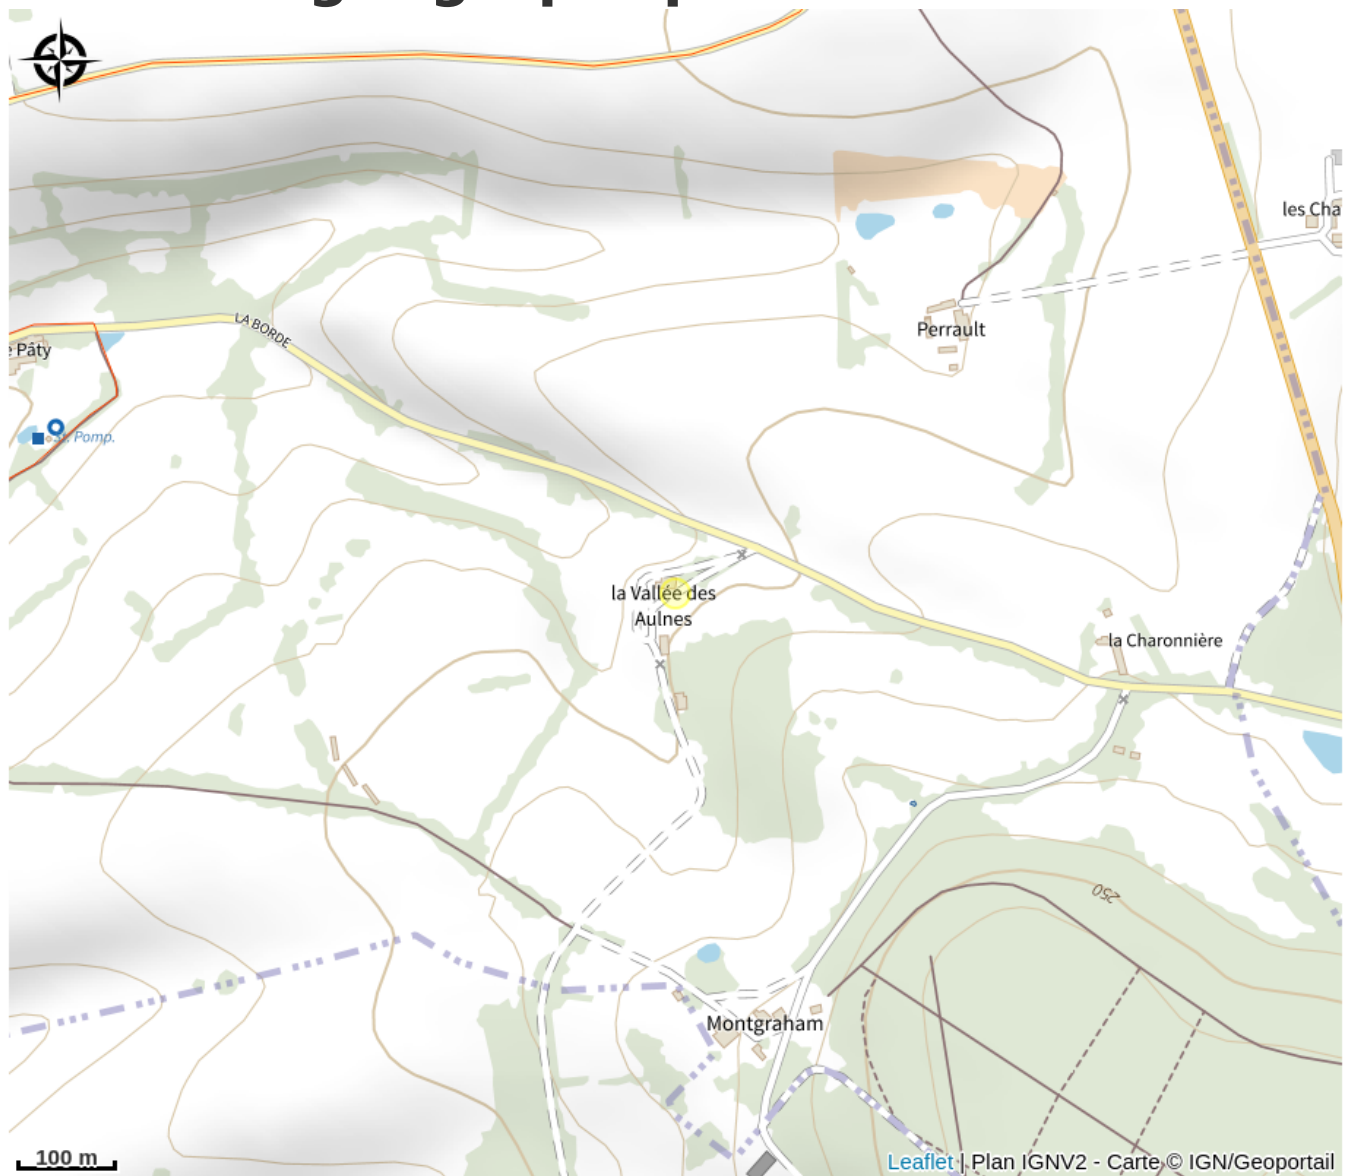 les Cha
LA BORDE
Perrault
e Pâty
St. Pomp.
la Vallée des
Aulnes
la Charonnière
250
Montgraham
100 m
Leaflet | Plan IGNV2 - Carte © IGN/Geoportail